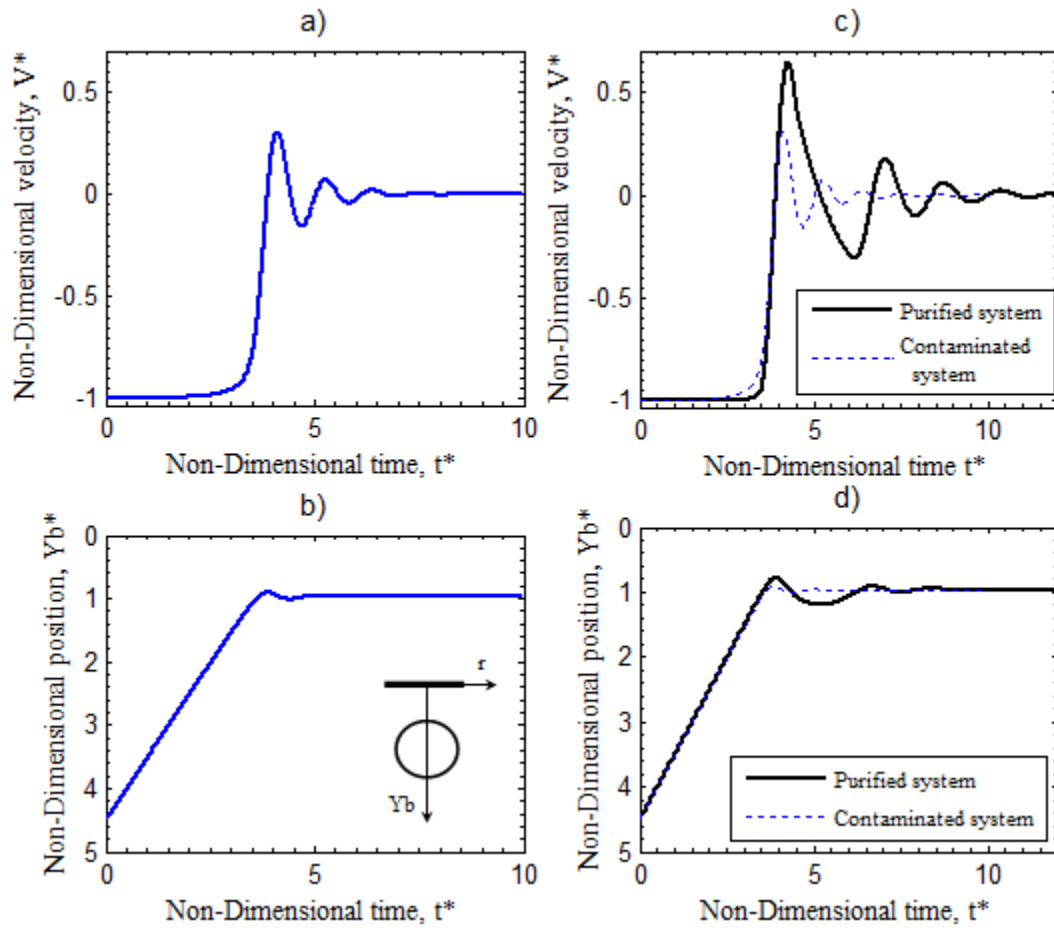 a)
Non-Dimensional velocity, V*
0.5
0
-0.5
-1
0
5
10
Non-Dimensional time, t*
c)
Non-Dimensional velocity, V*
0.5
0
-0.5
-1
Purified system
Contaminated
system
0
5
10
Non-Dimensional time t*
b)
Non-Dimensional position, Yb*
0
1
2
3
4
5
r
Yb
0
5
10
Non-Dimensional time, t*
d)
Non-Dimensional position, Yb*
0
1
2
3
4
5
Purified system
Contaminated system
0
5
10
Non-Dimensional time, t*